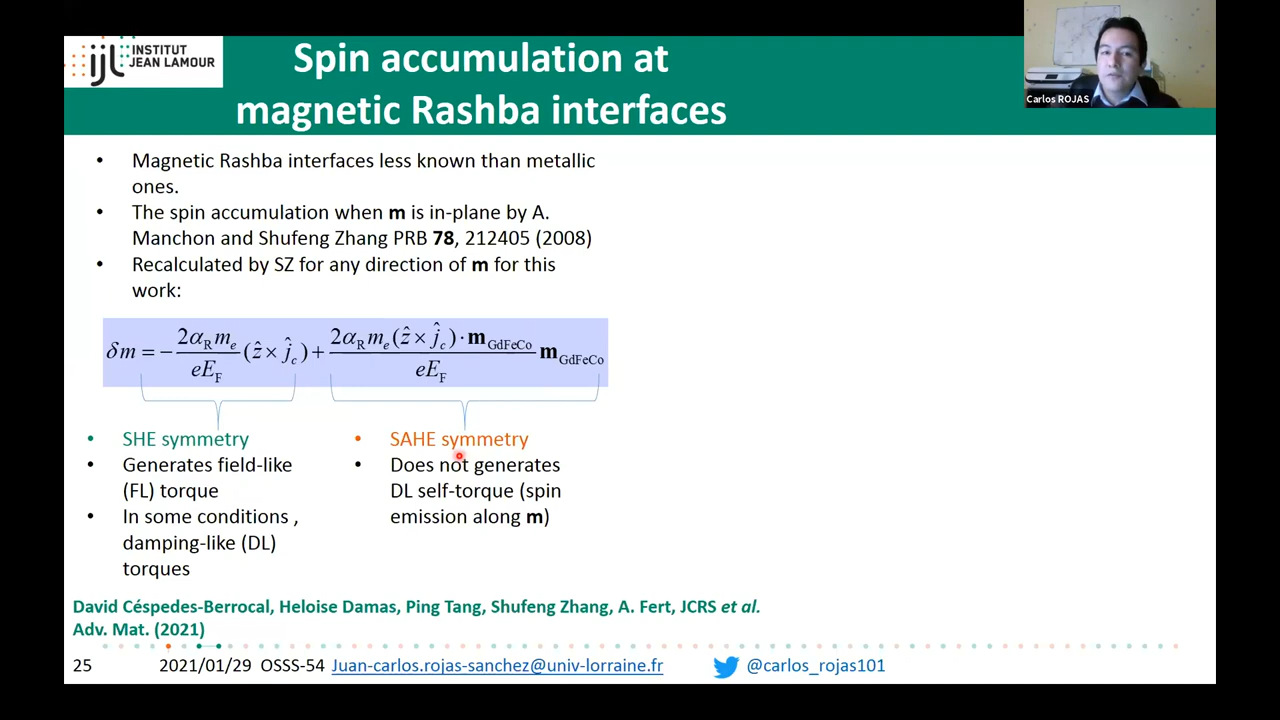 INSTITUT
JEAN LAMOUR
Spin accumulation at
magnetic Rashba interfaces
Carlos ROJAS
• Magnetic Rashba interfaces less known than metallic
ones.
• The spin accumulation when m is in-plane by A.
Manchon and Shufeng Zhang PRB 78, 212405 (2008)
• Recalculated by SZ for any direction of m for this
work:
δm = − 2α_R m_e / eE_F (ẑ × ĵ_c) + 2α_R m_e (ẑ × ĵ_c) · m_GdFeCo / eE_F m_GdFeCo
• SHE symmetry
• Generates field-like
(FL) torque
• In some conditions ,
damping-like (DL)
torques
• SAHE symmetry
• Does not generates
DL self-torque (spin
emission along m)
David Céspedes-Berrocal, Heloise Damas, Ping Tang, Shufeng Zhang, A. Fert, JCRS et al.
Adv. Mat. (2021)
25 2021/01/29 OSSS-54 Juan-carlos.rojas-sanchez@univ-lorraine.fr @carlos_rojas101